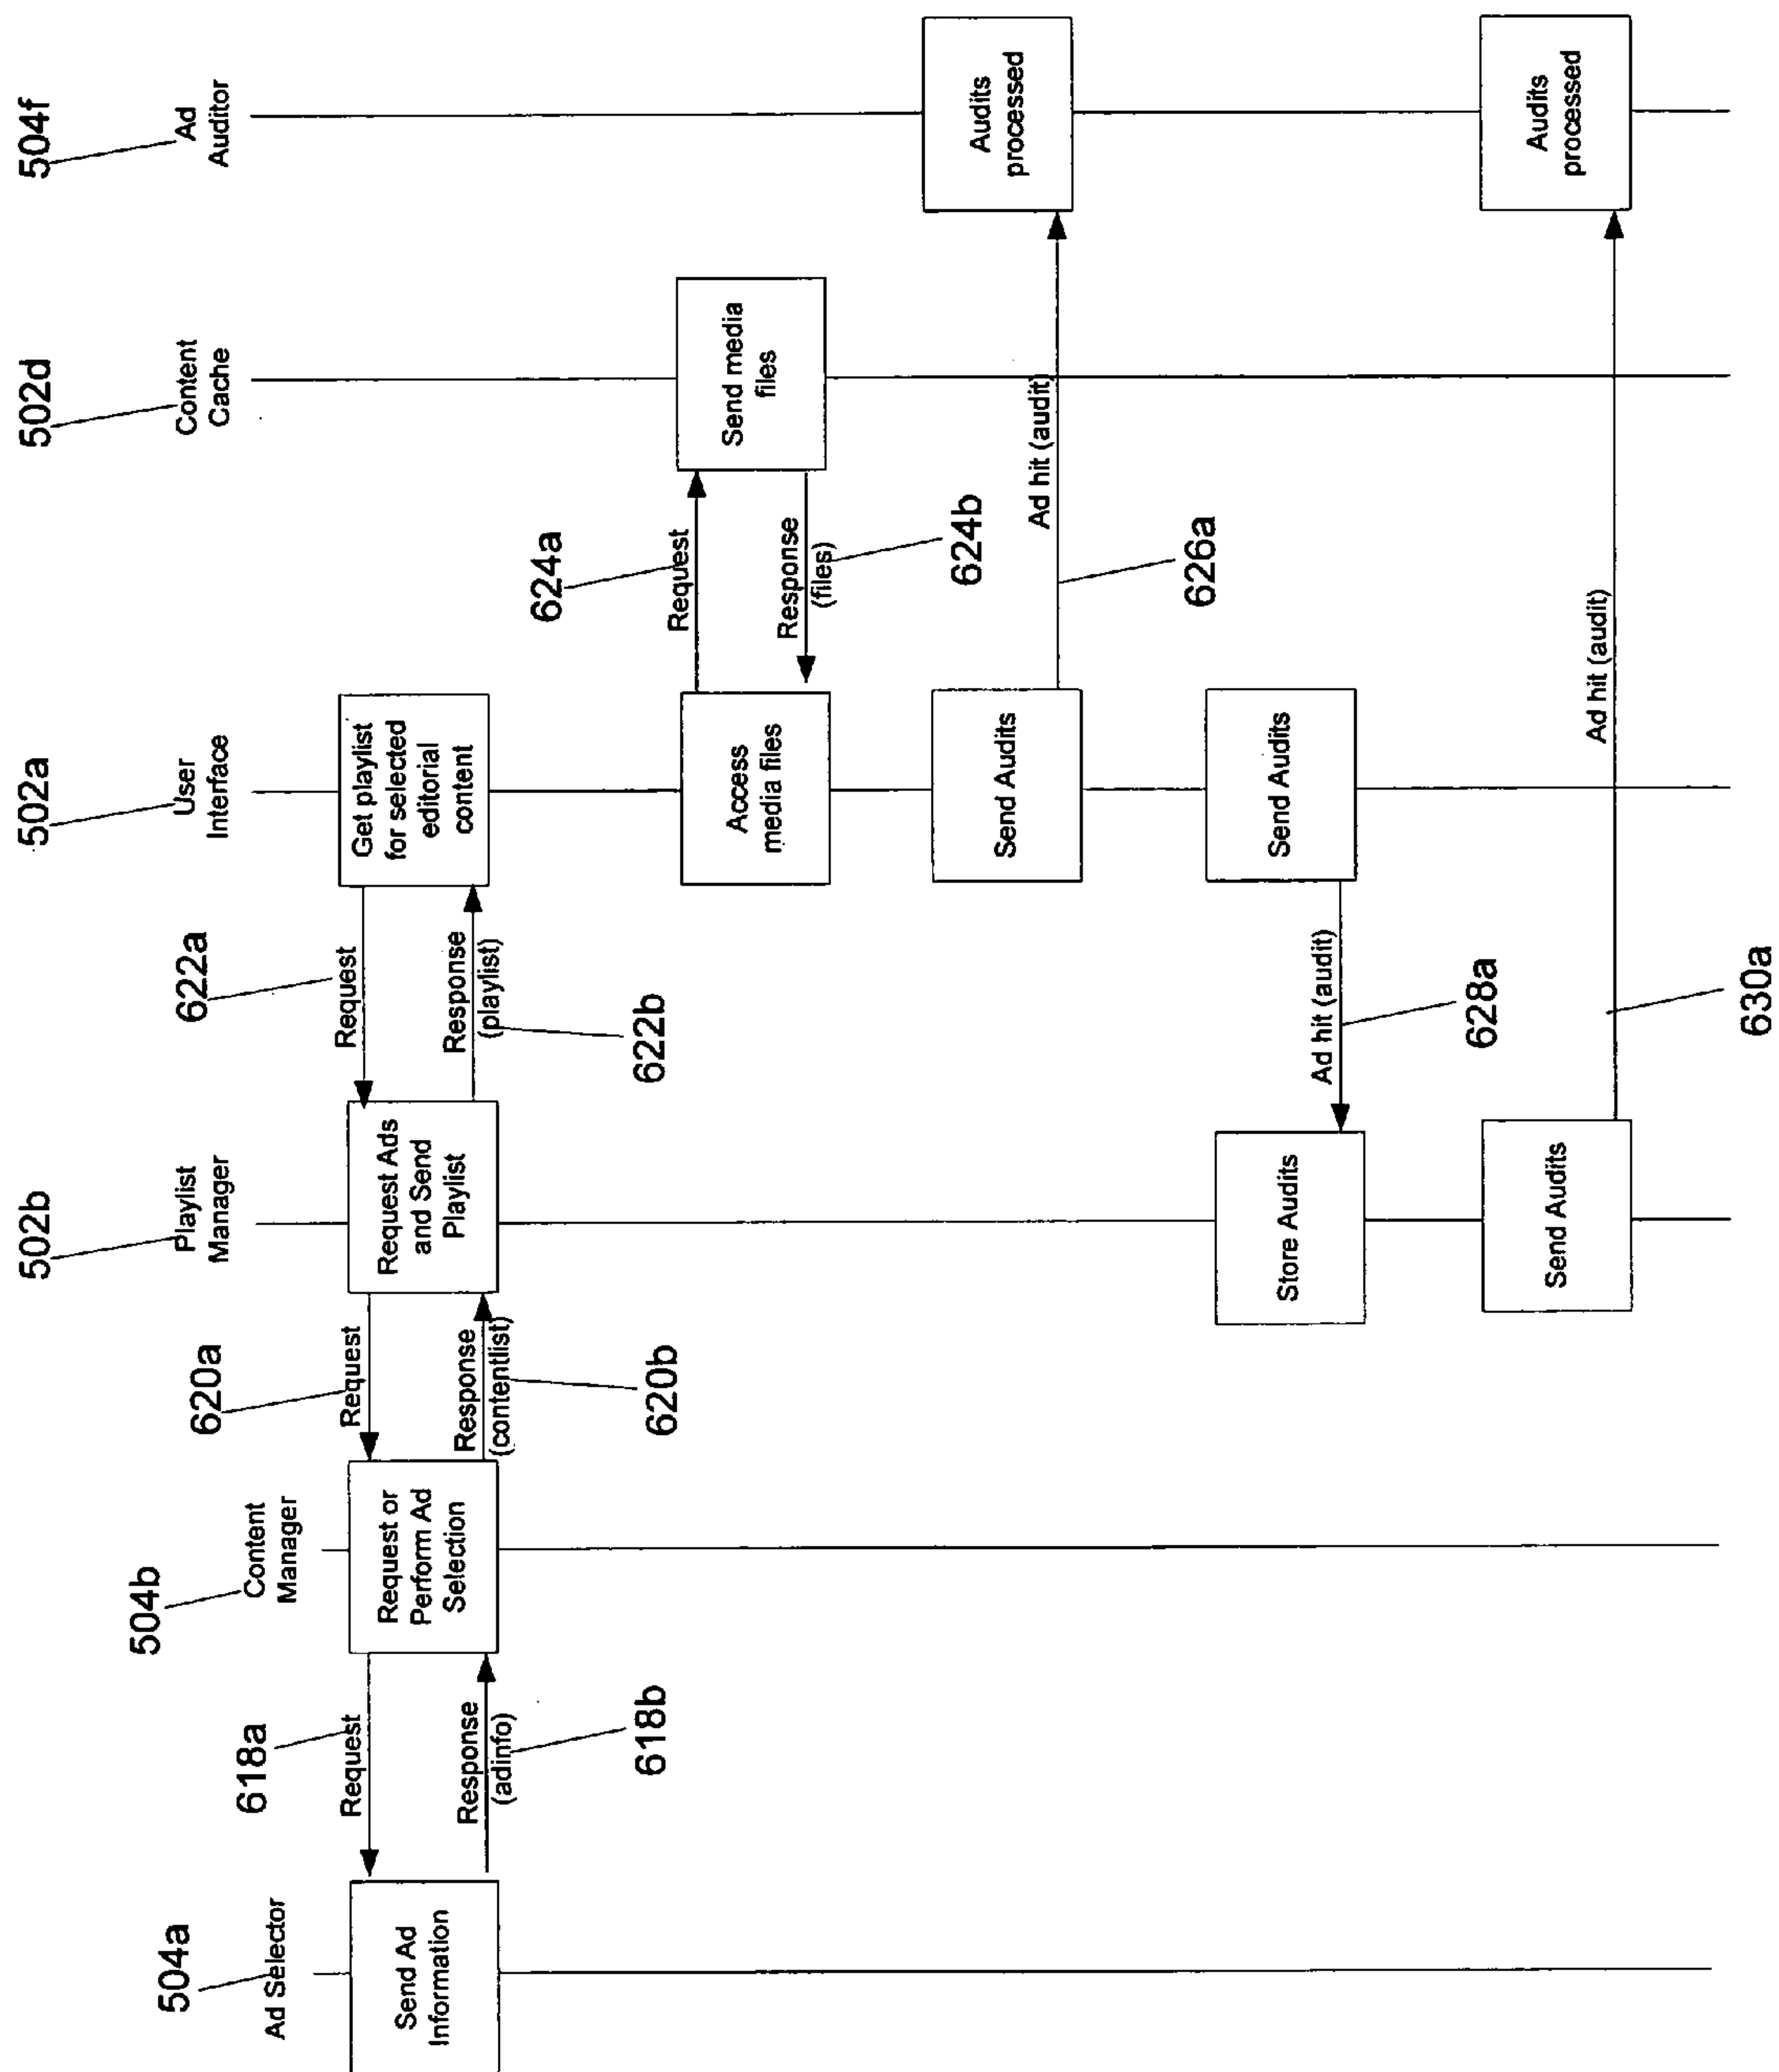 504a
Ad Selector
504b
Content
Manager
502b
Playlist
Manager
502a
User
Interface
502d
Content
Cache
504f
Ad
Auditor
Send Ad
Information
618a
Request
Response
(adinfo)
618b
Request or
Perform Ad
Selection
620a
Request
Response
(contentlist)
620b
Request Ads
and Send
Playlist
622a
Request
Response
(playlist)
622b
Get playlist
for selected
editorial
content
Access
media files
624a
Request
Response
(files)
624b
Send media
files
Send Audits
Ad hit (audit)
626a
Audits
processed
Store Audits
Ad hit (audit)
628a
Send Audits
Send Audits
630a
Ad hit (audit)
Audits
processed